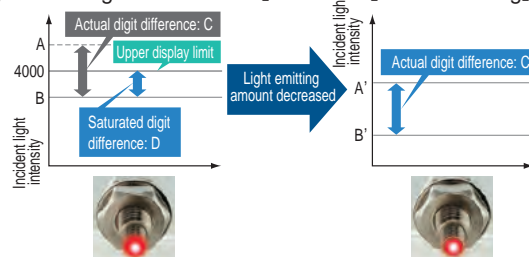 Actual digit difference: C
A
Upper display limit
4000
B
Saturated digit
difference: D
Incident light
intensity
Light emitting
amount decreased
Incident light
intensity
Actual digit difference: C
A'
B'